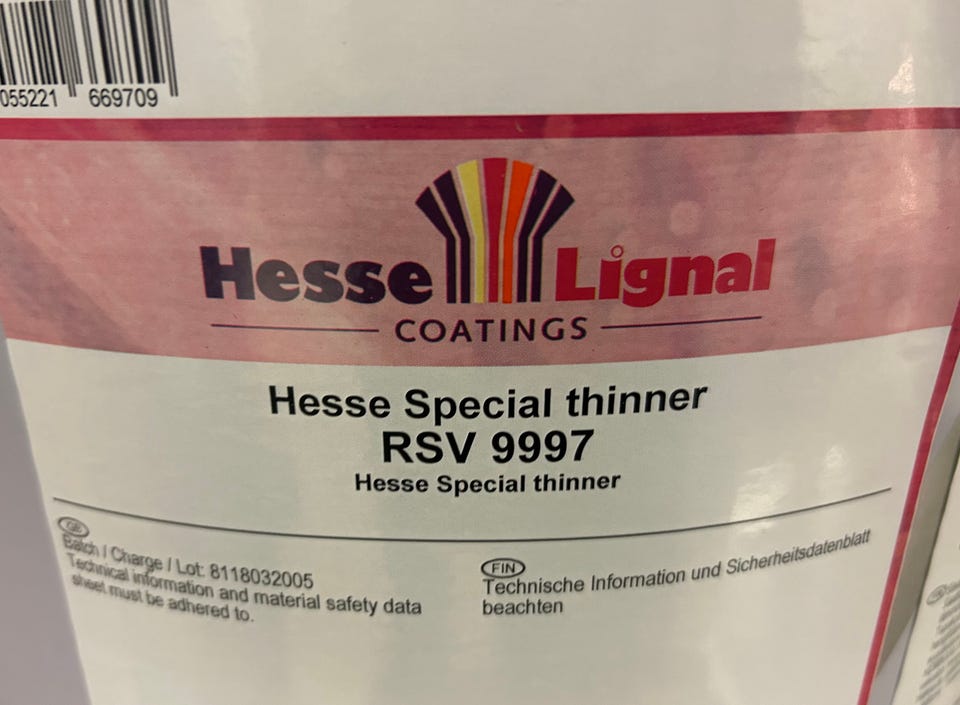 055221 669709
Hesse Lignal
COATINGS
Hesse Special thinner
RSV 9997
Hesse Special thinner
GB
Batch / Charge / Lot: 8118032005
Technical information and material safety data
sheet must be adhered to.
FIN
Technische Information und Sicherheitsdatenblatt
beachten